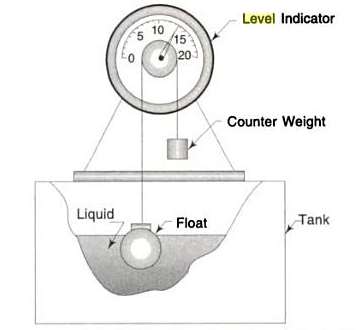 Level Indicator
0
5
10
15
20
Counter Weight
Liquid
Float
Tank